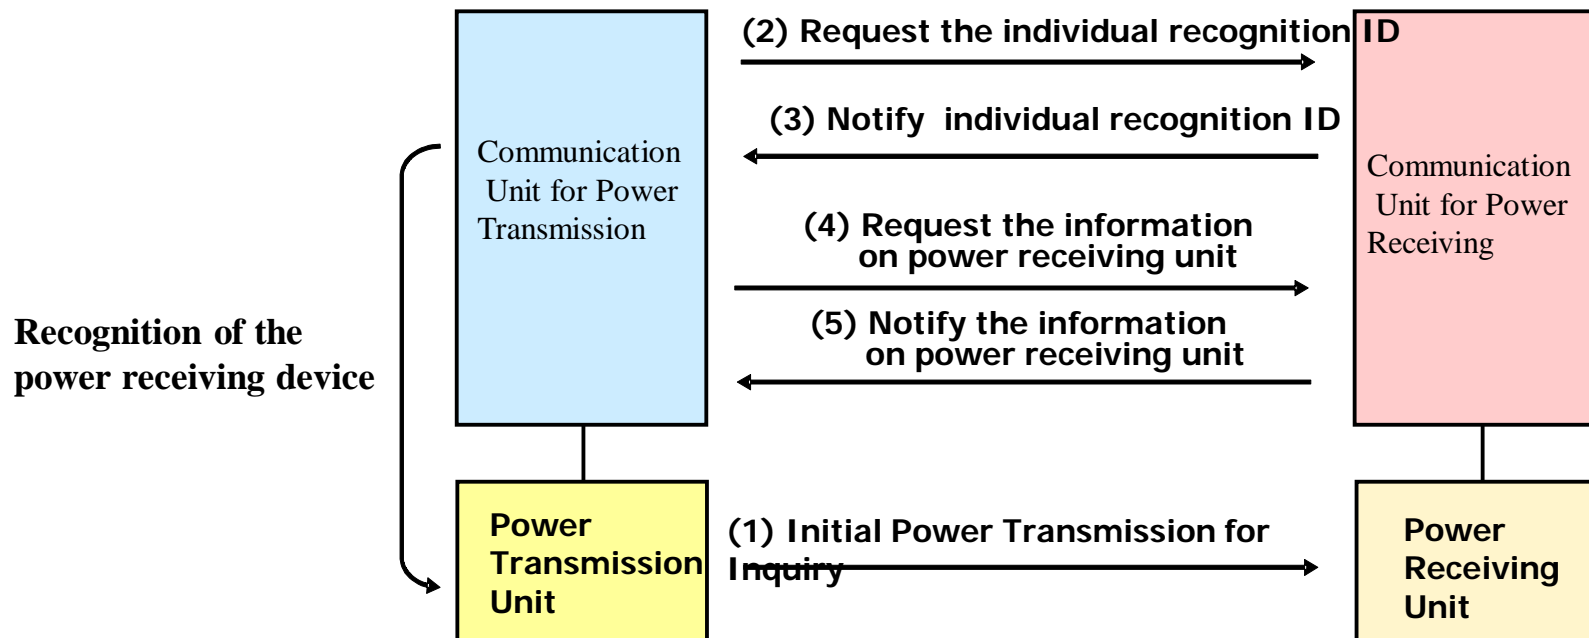 (2) Request the individual recognition ID
(3) Notify individual recognition ID
Communication
Unit for Power
Transmission
Communication
Unit for Power
Receiving
(4) Request the information
on power receiving unit
(5) Notify the information
on power receiving unit
Recognition of the
power receiving device
Power
Transmission
Unit
(1) Initial Power Transmission for
Inquiry
Power
Receiving
Unit